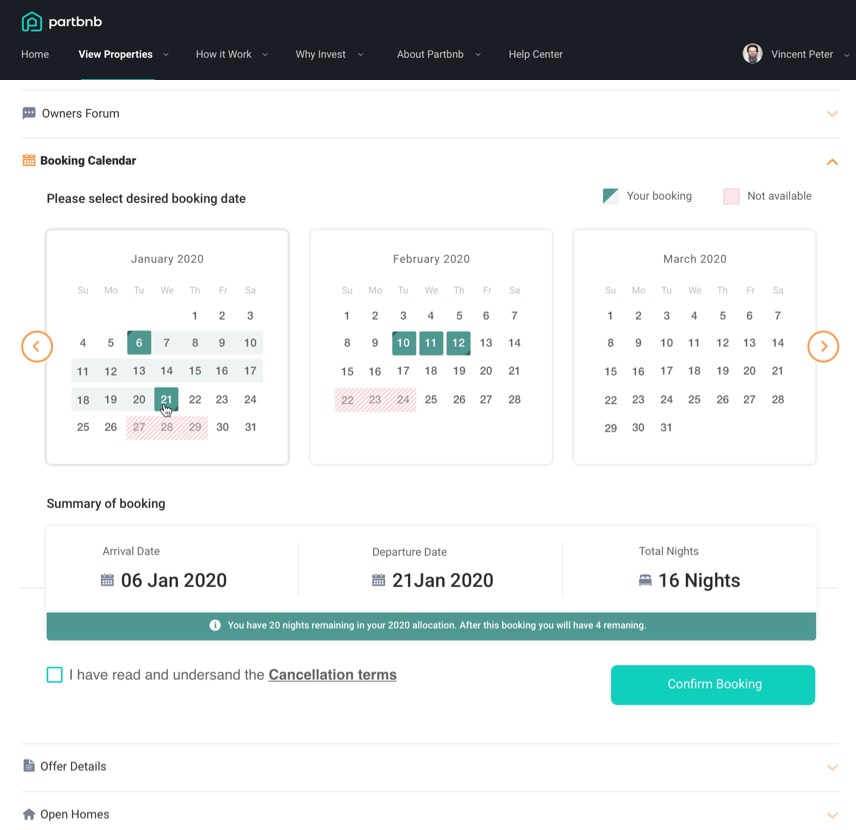 partbnb
Home View Properties How it Work Why Invest About Partbnb Help Center Vincent Peter
Owners Forum
Booking Calendar
Please select desired booking date Your booking Not available
January 2020
Su Mo Tu We Th Fr Sa
1 2 3
4 5 6 7 8 9 10
11 12 13 14 15 16 17
18 19 20 21 22 23 24
25 26 27 28 29 30 31
February 2020
Su Mo Tu We Th Fr Sa
1 2 3 4 5 6 7
8 9 10 11 12 13 14
15 16 17 18 19 20 21
22 23 24 25 26 27 28
March 2020
Su Mo Tu We Th Fr Sa
1 2 3 4 5 6 7
8 9 10 11 12 13 14
15 16 17 18 19 20 21
22 23 24 25 26 27 28
29 30 31
Summary of booking
Arrival Date
06 Jan 2020
Departure Date
21Jan 2020
Total Nights
16 Nights
You have 20 nights remaining in your 2020 allocation. After this booking you will have 4 remaning.
I have read and undersand the Cancellation terms
Confirm Booking
Offer Details
Open Homes